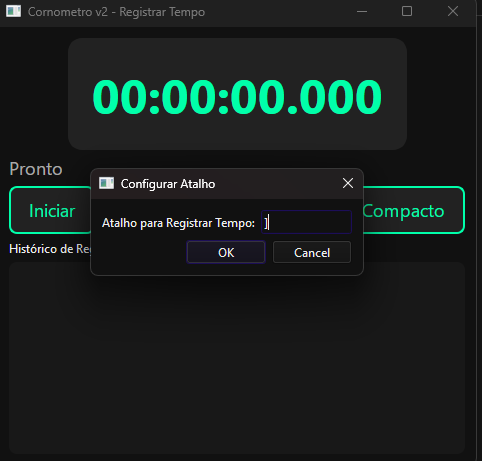 Cornometro v2 - Registrar Tempo
00:00:00.000
Pronto
Configurar Atalho
Iniciar
Compacto
Atalho para Registrar Tempo:
Histórico de Re
OK
Cancel